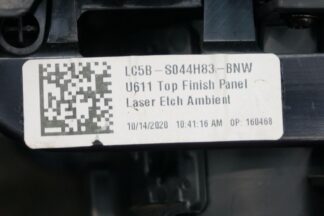 LC5B-S044H83-BNW
U611 Top Finish Panel
Laser Etch Ambient
10/14/2020 10:41:16 AM OP: 160468